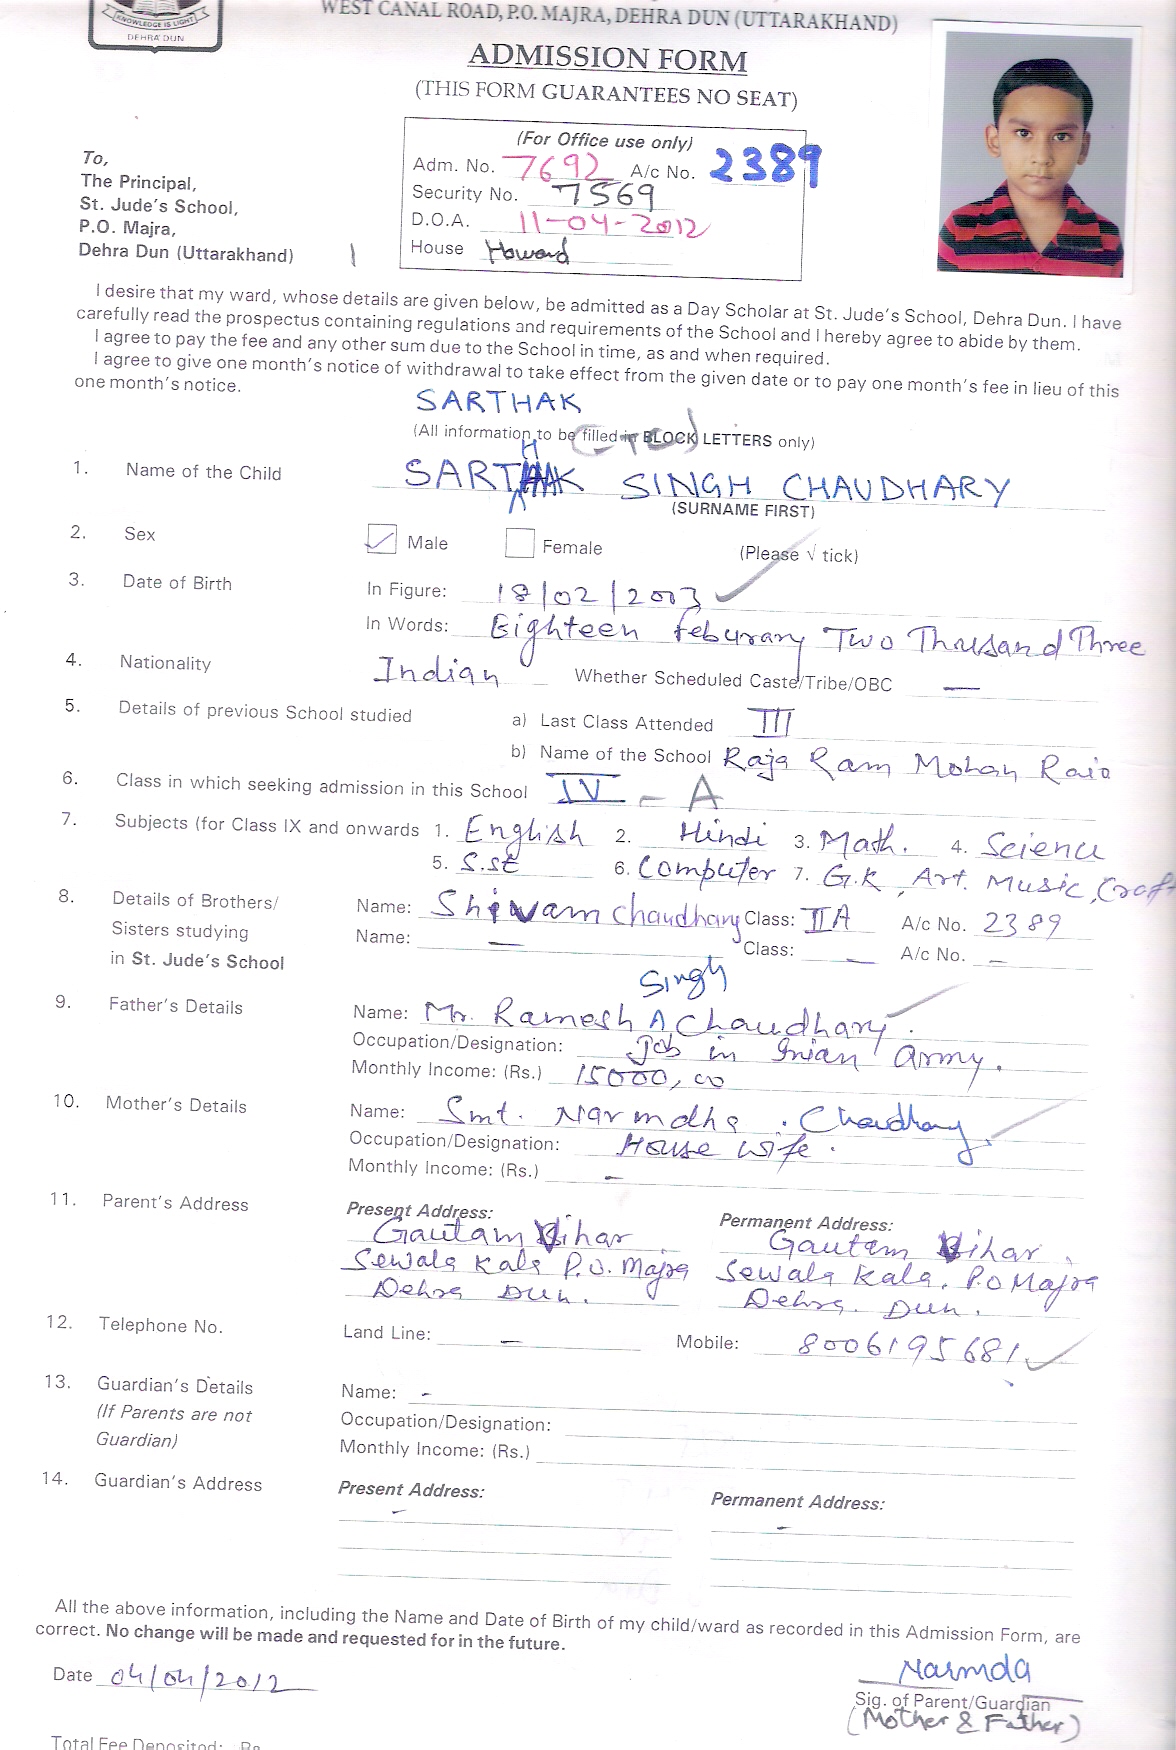 KNOWLEDGE IS LIGHT
DEHRA DUN
WEST CANAL ROAD, P.O. MAJRA, DEHRA DUN (UTTARAKHAND)
ADMISSION FORM
(THIS FORM GUARANTEES NO SEAT)
(For Office use only)
Adm. No. 7692 A/c No. 2389
Security No. 7569
D.O.A. 11-04-2012
House Howard
To,
The Principal,
St. Jude's School,
P.O. Majra,
Dehra Dun (Uttarakhand)
I desire that my ward, whose details are given below, be admitted as a Day Scholar at St. Jude's School, Dehra Dun. I have
carefully read the prospectus containing regulations and requirements of the School and I hereby agree to abide by them.
I agree to pay the fee and any other sum due to the School in time, as and when required.
I agree to give one month's notice of withdrawal to take effect from the given date or to pay one month's fee in lieu of this
one month's notice.
SARTHAK
(All information to be filled in BLOCK LETTERS only)
1. Name of the Child SARTHAK SINGH CHAUDHARY
(SURNAME FIRST)
2. Sex Male Female (Please √ tick)
3. Date of Birth In Figure: 18/02/2003
In Words: Eighteen feburary Two Thousand Three
4. Nationality Indian Whether Scheduled Caste/Tribe/OBC —
5. Details of previous School studied a) Last Class Attended III
b) Name of the School Raja Ram Mohan Raio
6. Class in which seeking admission in this School IV - A
7. Subjects (for Class IX and onwards 1. English 2. Hindi 3. Math. 4. Science
5. S.st 6. Computer 7. G.K, Art. Music, Craft
8. Details of Brothers/ Name: Shivam Chaudhary Class: II A A/c No. 2389
Sisters studying Name: — Class: — A/c No. —
in St. Jude's School
Singh
9. Father's Details Name: Mr. Ramesh Chaudhary.
Occupation/Designation: Job in Inian Army.
Monthly Income: (Rs.) 15000,00
10. Mother's Details Name: Smt. Narmdha. Chaudhary.
Occupation/Designation: House wife.
Monthly Income: (Rs.) —
11. Parent's Address Present Address: Permanent Address:
Gautam Vihar Gautam Vihar,
Sewala Kala P.O. Majra Sewala Kala. P.O Majra
Dehra Dun. Dehra. Dun.
12. Telephone No. Land Line: — Mobile: 8006195681
13. Guardian's Details Name: -
(If Parents are not Occupation/Designation:
Guardian) Monthly Income: (Rs.)
14. Guardian's Address Present Address: Permanent Address:
- -
All the above information, including the Name and Date of Birth of my child/ward as recorded in this Admission Form, are
correct. No change will be made and requested for in the future.
Date 04/04/2012 Narmda
Sig. of Parent/Guardian
(Mother & Father)
Total Fee Deposited: Rs